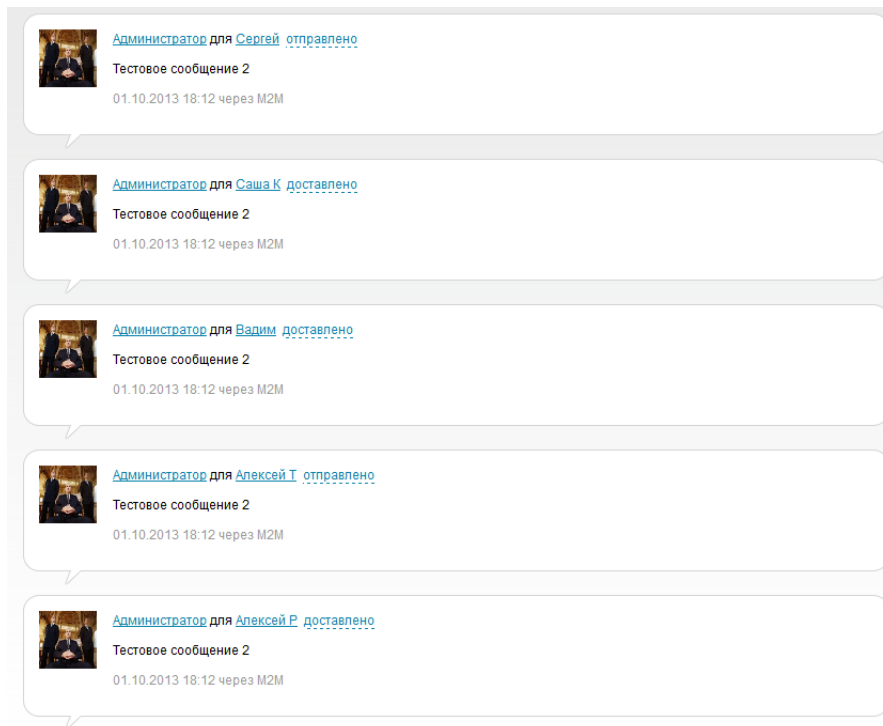 Администратор для Сергей отправлено
Тестовое сообщение 2
01.10.2013 18:12 через M2M
Администратор для Саша К доставлено
Тестовое сообщение 2
01.10.2013 18:12 через M2M
Администратор для Вадим доставлено
Тестовое сообщение 2
01.10.2013 18:12 через M2M
Администратор для Алексей Т отправлено
Тестовое сообщение 2
01.10.2013 18:12 через M2M
Администратор для Алексей Р доставлено
Тестовое сообщение 2
01.10.2013 18:12 через M2M